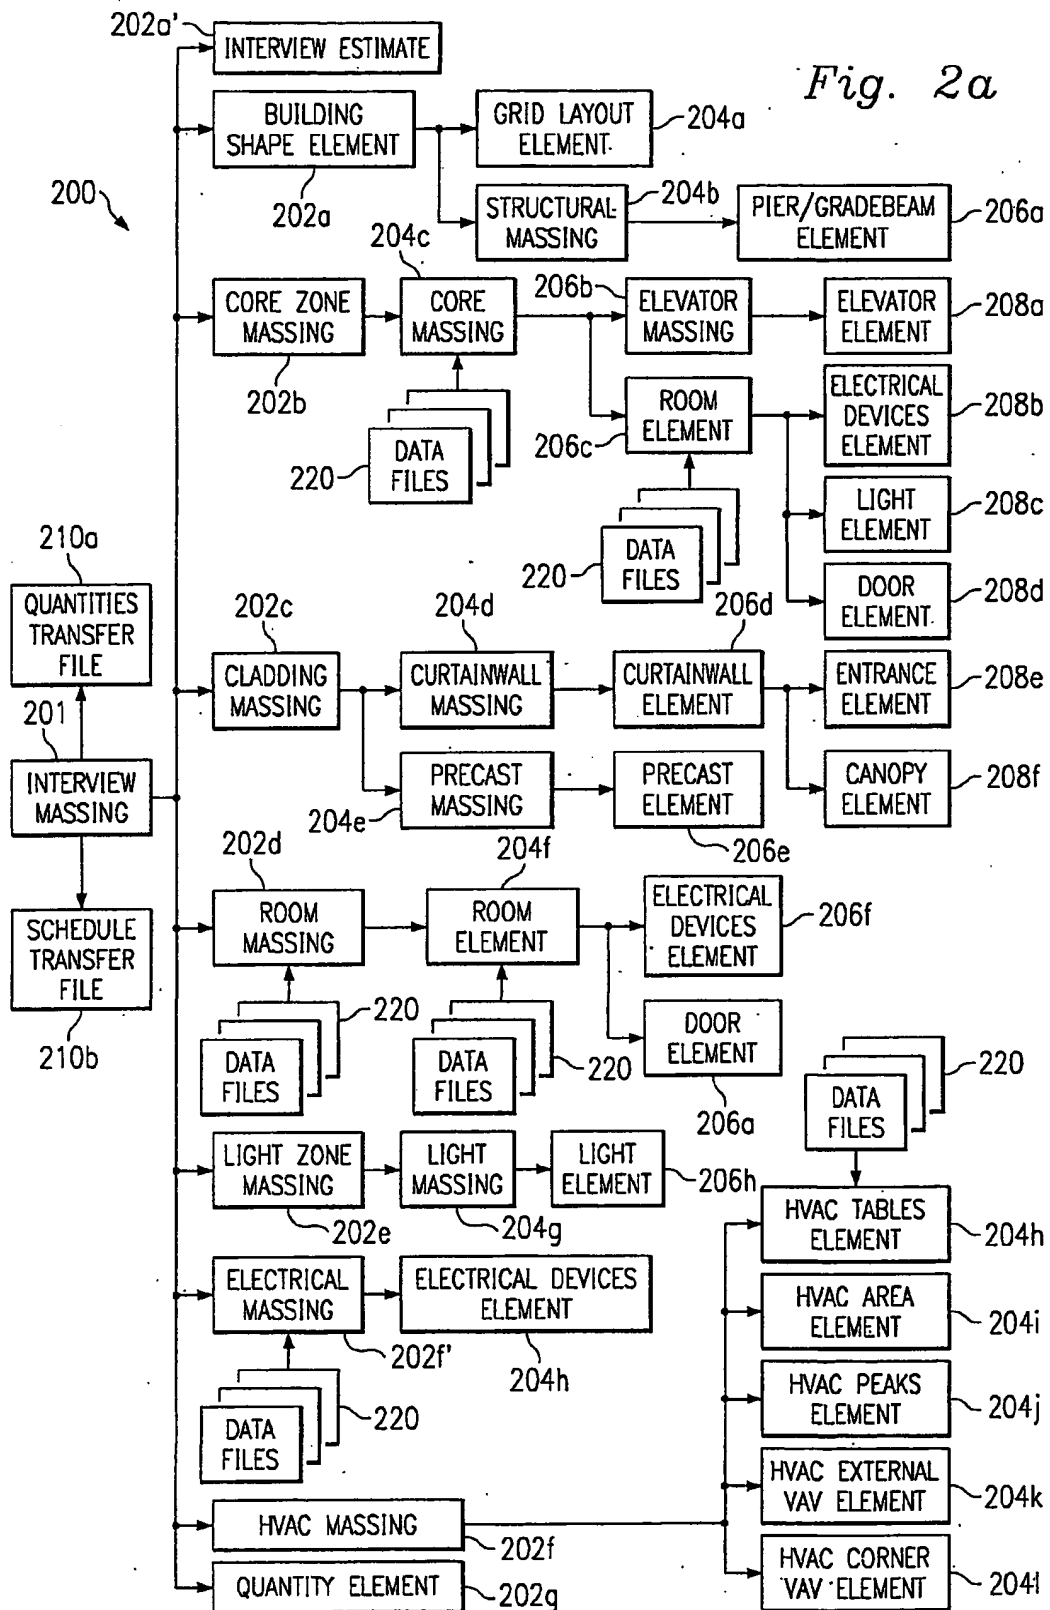 202a'
INTERVIEW ESTIMATE
Fig. 2a
BUILDING
SHAPE ELEMENT
202a
GRID LAYOUT
ELEMENT
204a
200
STRUCTURAL
MASSING
204b
PIER/GRADEBEAM
ELEMENT
206a
CORE ZONE
MASSING
202b
204c
CORE
MASSING
220
DATA
FILES
206b
ELEVATOR
MASSING
ELEVATOR
ELEMENT
208a
ROOM
ELEMENT
206c
220
DATA
FILES
ELECTRICAL
DEVICES
ELEMENT
208b
LIGHT
ELEMENT
208c
DOOR
ELEMENT
208d
210a
QUANTITIES
TRANSFER
FILE
201
INTERVIEW
MASSING
SCHEDULE
TRANSFER
FILE
210b
202c
CLADDING
MASSING
204d
CURTAINWALL
MASSING
206d
CURTAINWALL
ELEMENT
ENTRANCE
ELEMENT
208e
PRECAST
MASSING
204e
PRECAST
ELEMENT
206e
CANOPY
ELEMENT
208f
202d
ROOM
MASSING
220
DATA
FILES
204f
ROOM
ELEMENT
220
DATA
FILES
ELECTRICAL
DEVICES
ELEMENT
206f
DOOR
ELEMENT
206a
220
DATA
FILES
LIGHT ZONE
MASSING
202e
LIGHT
MASSING
204g
LIGHT
ELEMENT
206h
HVAC TABLES
ELEMENT
204h
ELECTRICAL
MASSING
202f'
ELECTRICAL DEVICES
ELEMENT
204h
220
DATA
FILES
HVAC AREA
ELEMENT
204i
HVAC PEAKS
ELEMENT
204j
HVAC EXTERNAL
VAV ELEMENT
204k
HVAC MASSING
202f
HVAC CORNER
VAV ELEMENT
204l
QUANTITY ELEMENT
202g